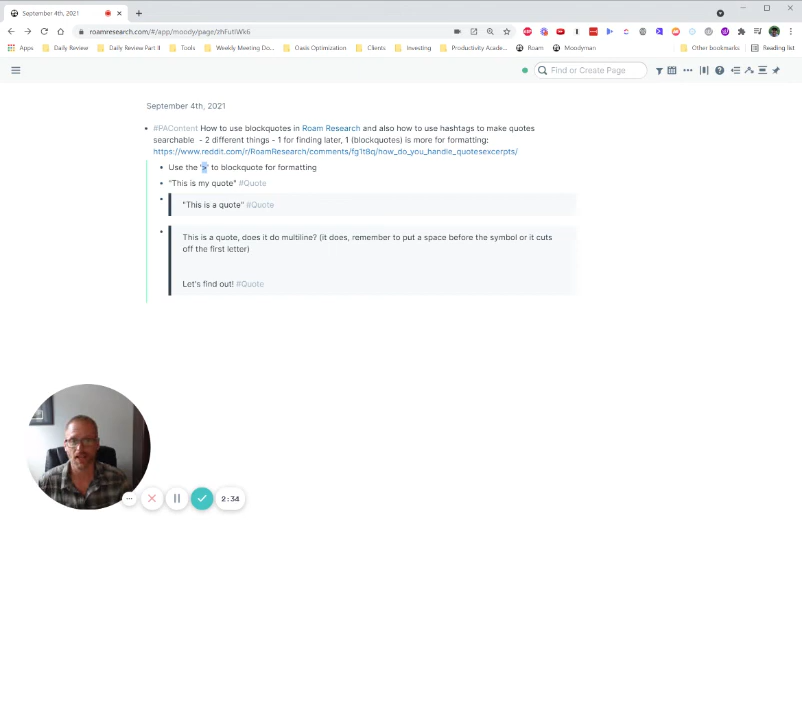 September 4th, 2021
roamresearch.com/#/app/moody/page/zhFuhWk6
Apps Daily Review Daily Review Part II Tools Weekly Meeting Do... Oasis Optimization Clients Investing Productivity Acade... Roam Moodyman Other bookmarks Reading list
Find or Create Page
September 4th, 2021
#PAContent How to use blockquotes in Roam Research and also how to use hashtags to make quotes
searchable - 2 different things - 1 for finding later, 1 (blockquotes) is more for formatting:
https://www.reddit.com/r/RoamResearch/comments/fg1t8q/how_do_you_handle_quotesexcerpts/
Use the '>' to blockquote for formatting
"This is my quote" #Quote
"This is a quote" #Quote
This is a quote, does it do multiline? (it does, remember to put a space before the symbol or it cuts
off the first letter)
Let's find out! #Quote
2:34